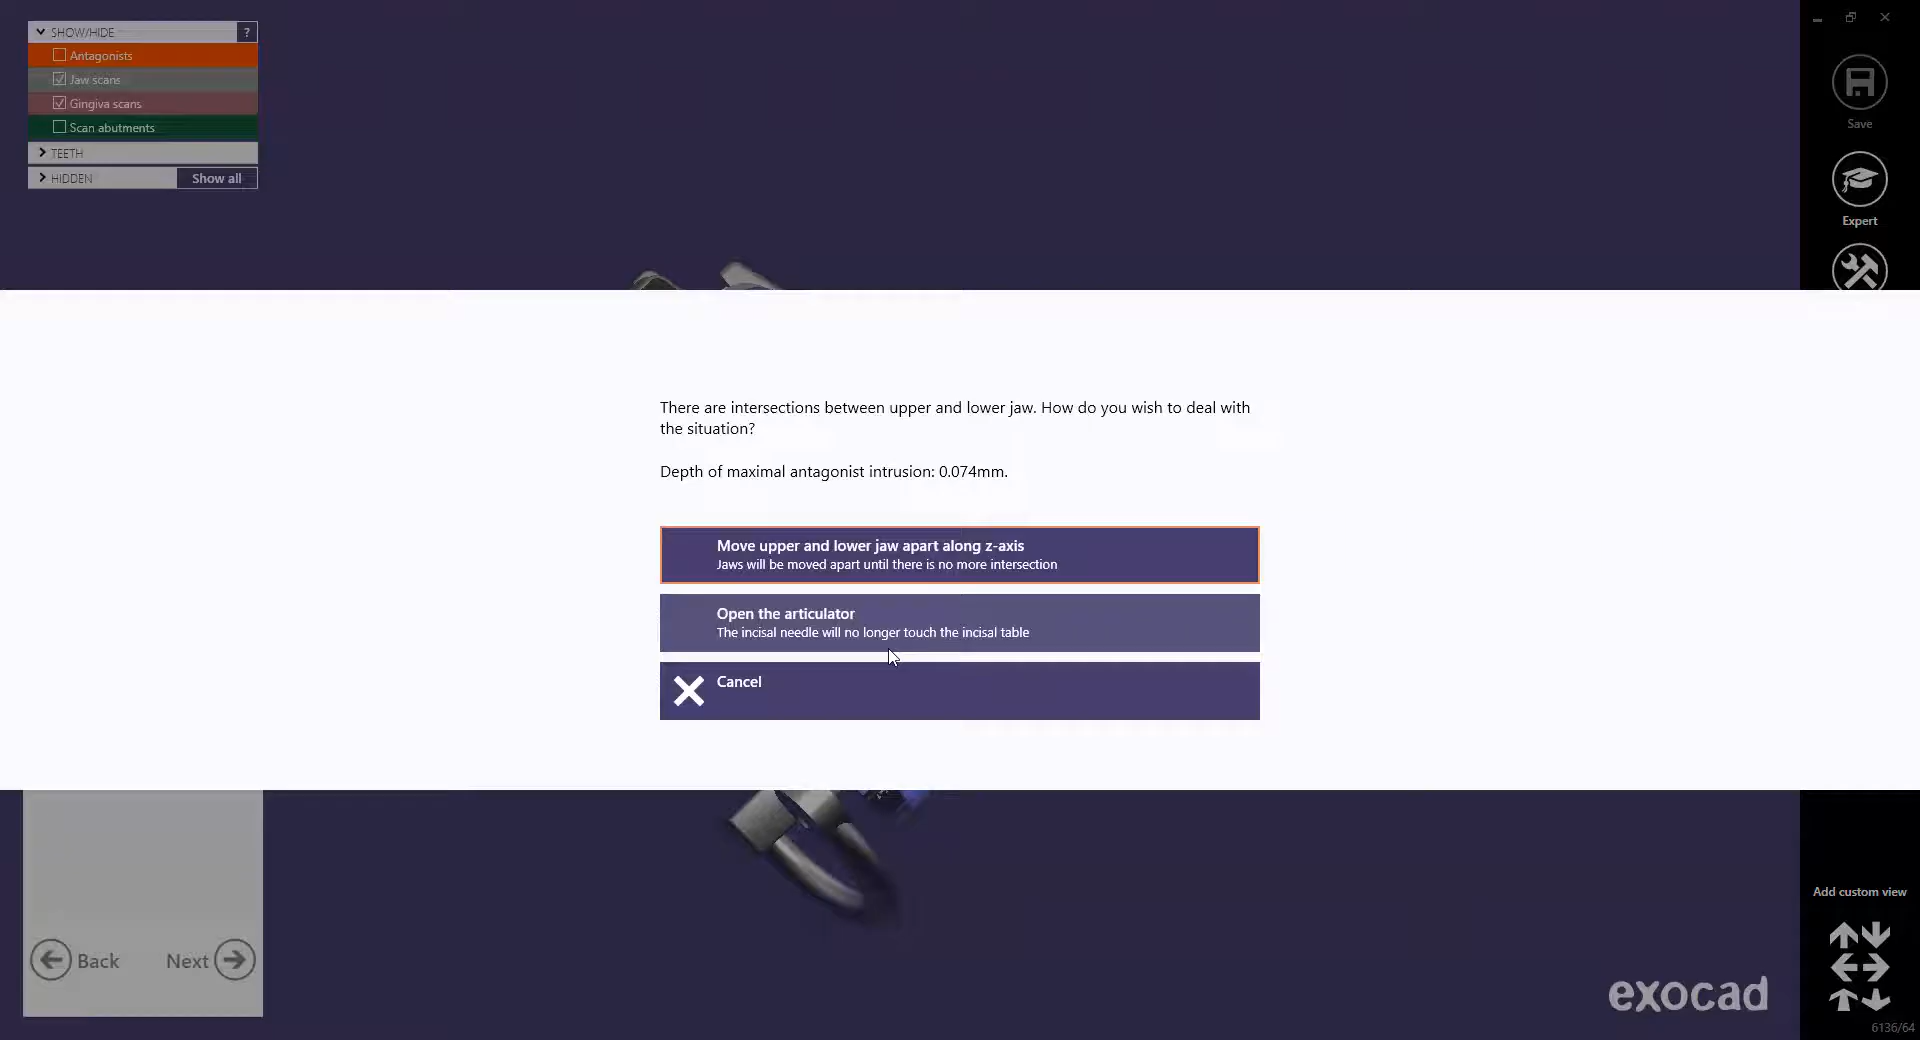 SHOW/HIDE ?
Antagonists
Jaw scans
Gingiva scans
Scan abutments
TEETH
HIDDEN Show all
Save
Expert
There are intersections between upper and lower jaw. How do you wish to deal with
the situation?
Depth of maximal antagonist intrusion: 0.074mm.
Move upper and lower jaw apart along z-axis
Jaws will be moved apart until there is no more intersection
Open the articulator
The incisal needle will no longer touch the incisal table
Cancel
Back Next
Add custom view
exocad
6136/64